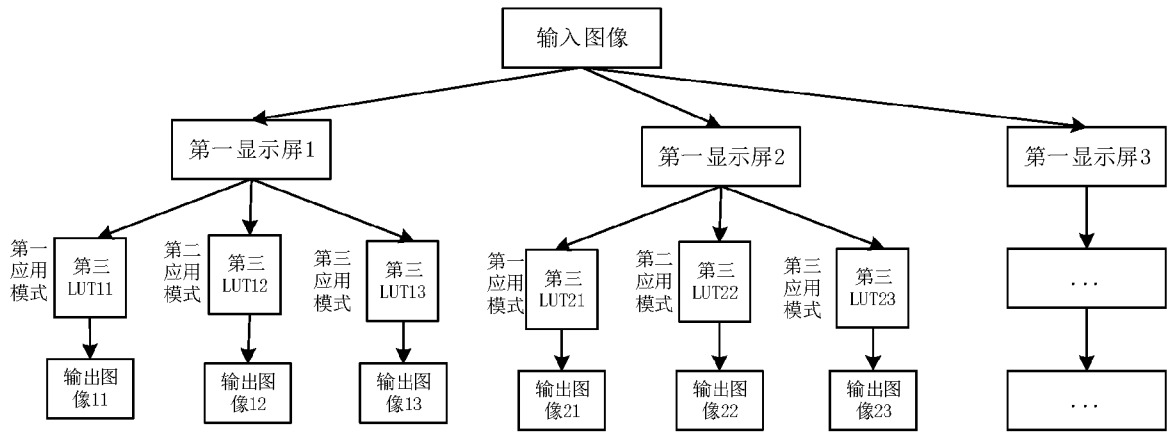 输入图像
第一显示屏1
第一显示屏2
第一显示屏3
第一
应用
模式
第三
LUT11
第二
应用
模式
第三
LUT12
第三
应用
模式
第三
LUT13
第一
应用
模式
第三
LUT21
第二
应用
模式
第三
LUT22
第三
应用
模式
第三
LUT23
...
输出图
像11
输出图
像12
输出图
像13
输出图
像21
输出图
像22
输出图
像23
...